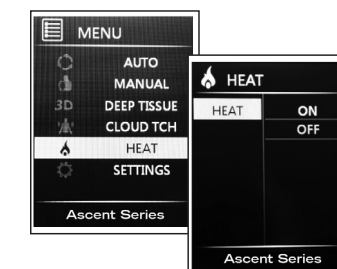 MENU
AUTO
MANUAL
3D DEEP TISSUE
CLOUD TCH
HEAT
SETTINGS
Ascent Series
HEAT
HEAT ON
OFF
Ascent Series